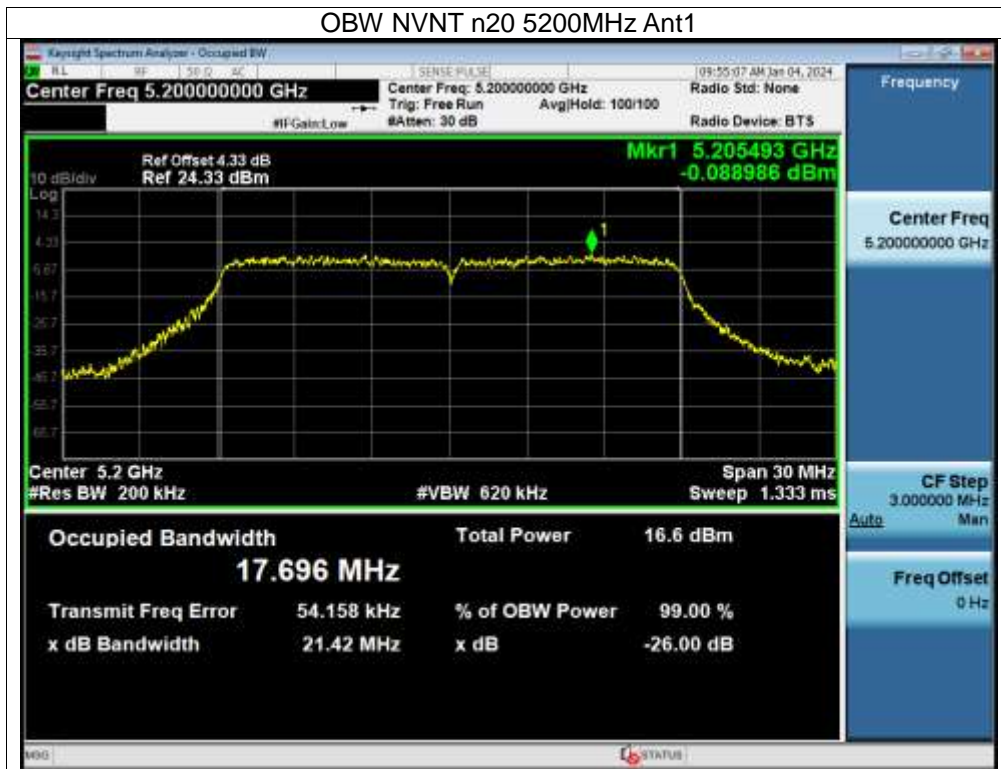 OBW NVNT n20 5200MHz Ant1
Keysight Spectrum Analyzer - Occupied BW
RL RF 50 Ω AC SENSE:PULSE 09:55:07 AM Jan 04, 2024
Center Freq 5.200000000 GHz Center Freq: 5.200000000 GHz Radio Std: None Frequency
Trig: Free Run Avg|Hold: 100/100
#IFGain:Low #Atten: 30 dB Radio Device: BTS
Mkr1 5.205493 GHz
Ref Offset 4.33 dB
10 dB/div Ref 24.33 dBm -0.088986 dBm
Log
14.3
4.33
-5.67
-15.7
-25.7
-35.7
-45.7
-55.7
-65.7
1
Center Freq
5.200000000 GHz
Center 5.2 GHz Span 30 MHz
#Res BW 200 kHz #VBW 620 kHz Sweep 1.333 ms
CF Step
3.000000 MHz
Auto Man
Occupied Bandwidth Total Power 16.6 dBm
17.696 MHz
Freq Offset
0 Hz
Transmit Freq Error 54.158 kHz % of OBW Power 99.00 %
x dB Bandwidth 21.42 MHz x dB -26.00 dB
MSG STATUS